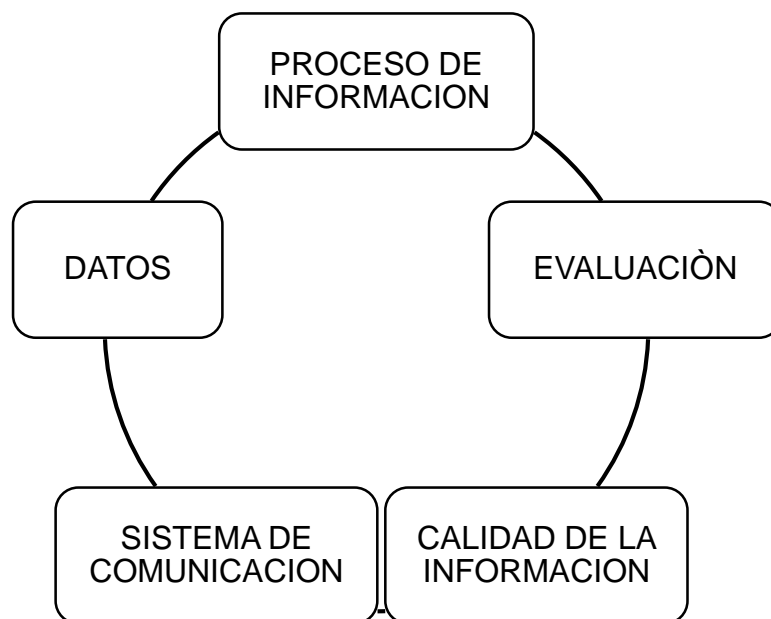 PROCESO DE
INFORMACION
DATOS
EVALUACIÒN
SISTEMA DE
COMUNICACION
CALIDAD DE LA
INFORMACION